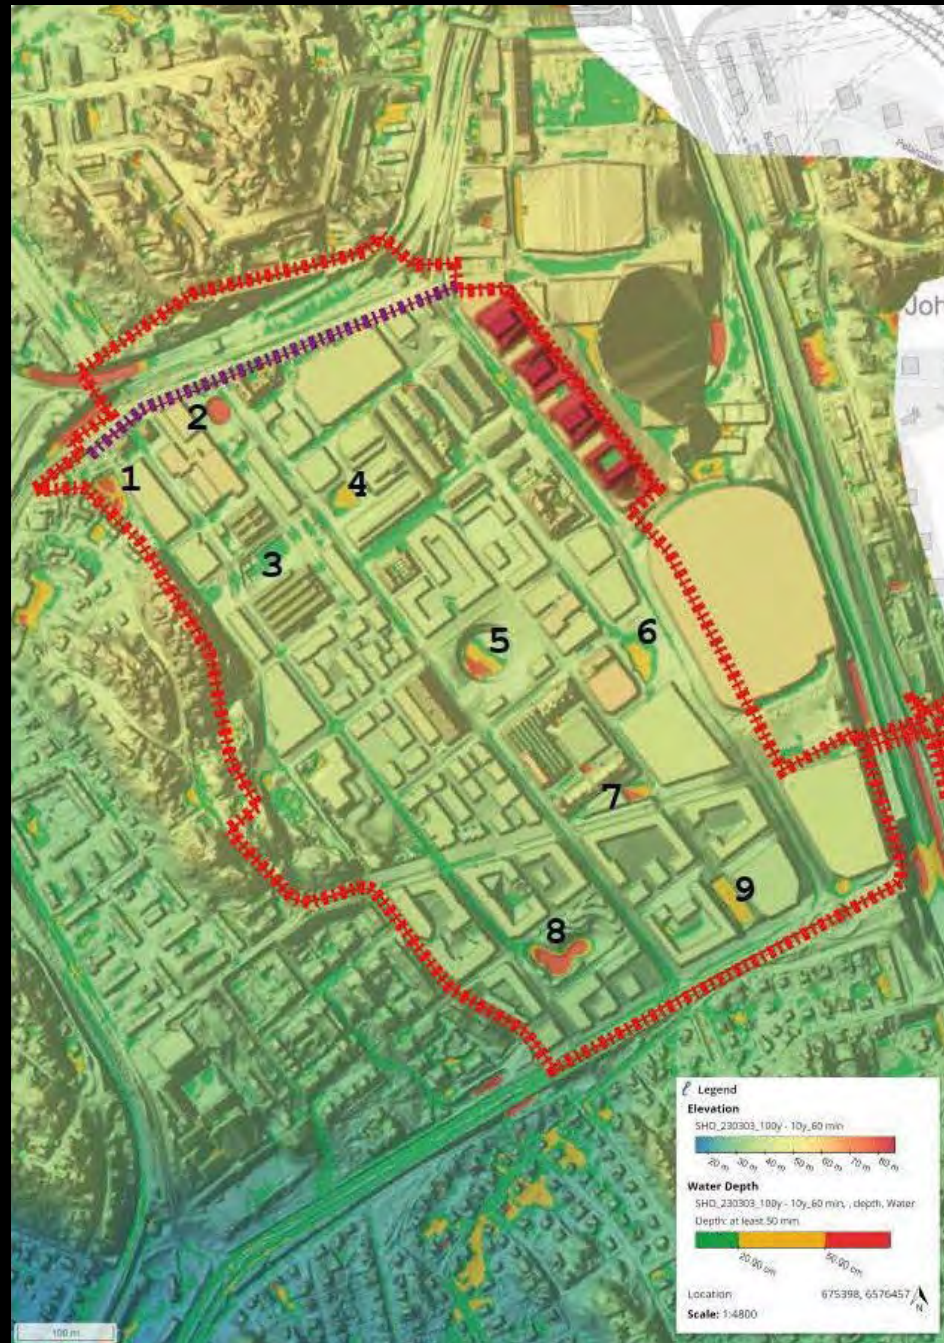 Joh
2
1
4
3
5
6
7
9
8
Legend
Elevation
SHO_230303_100y - 10y_60 min
20 m 30 m 40 m 50 m 60 m 70 m 80 m
Water Depth
SHO_230303_100y - 10y_60 min, , depth, Water
Depth: at least 50 mm
20.00 cm 50.00 cm
Location 675398, 6576457
N
Scale: 1:4800
100 m